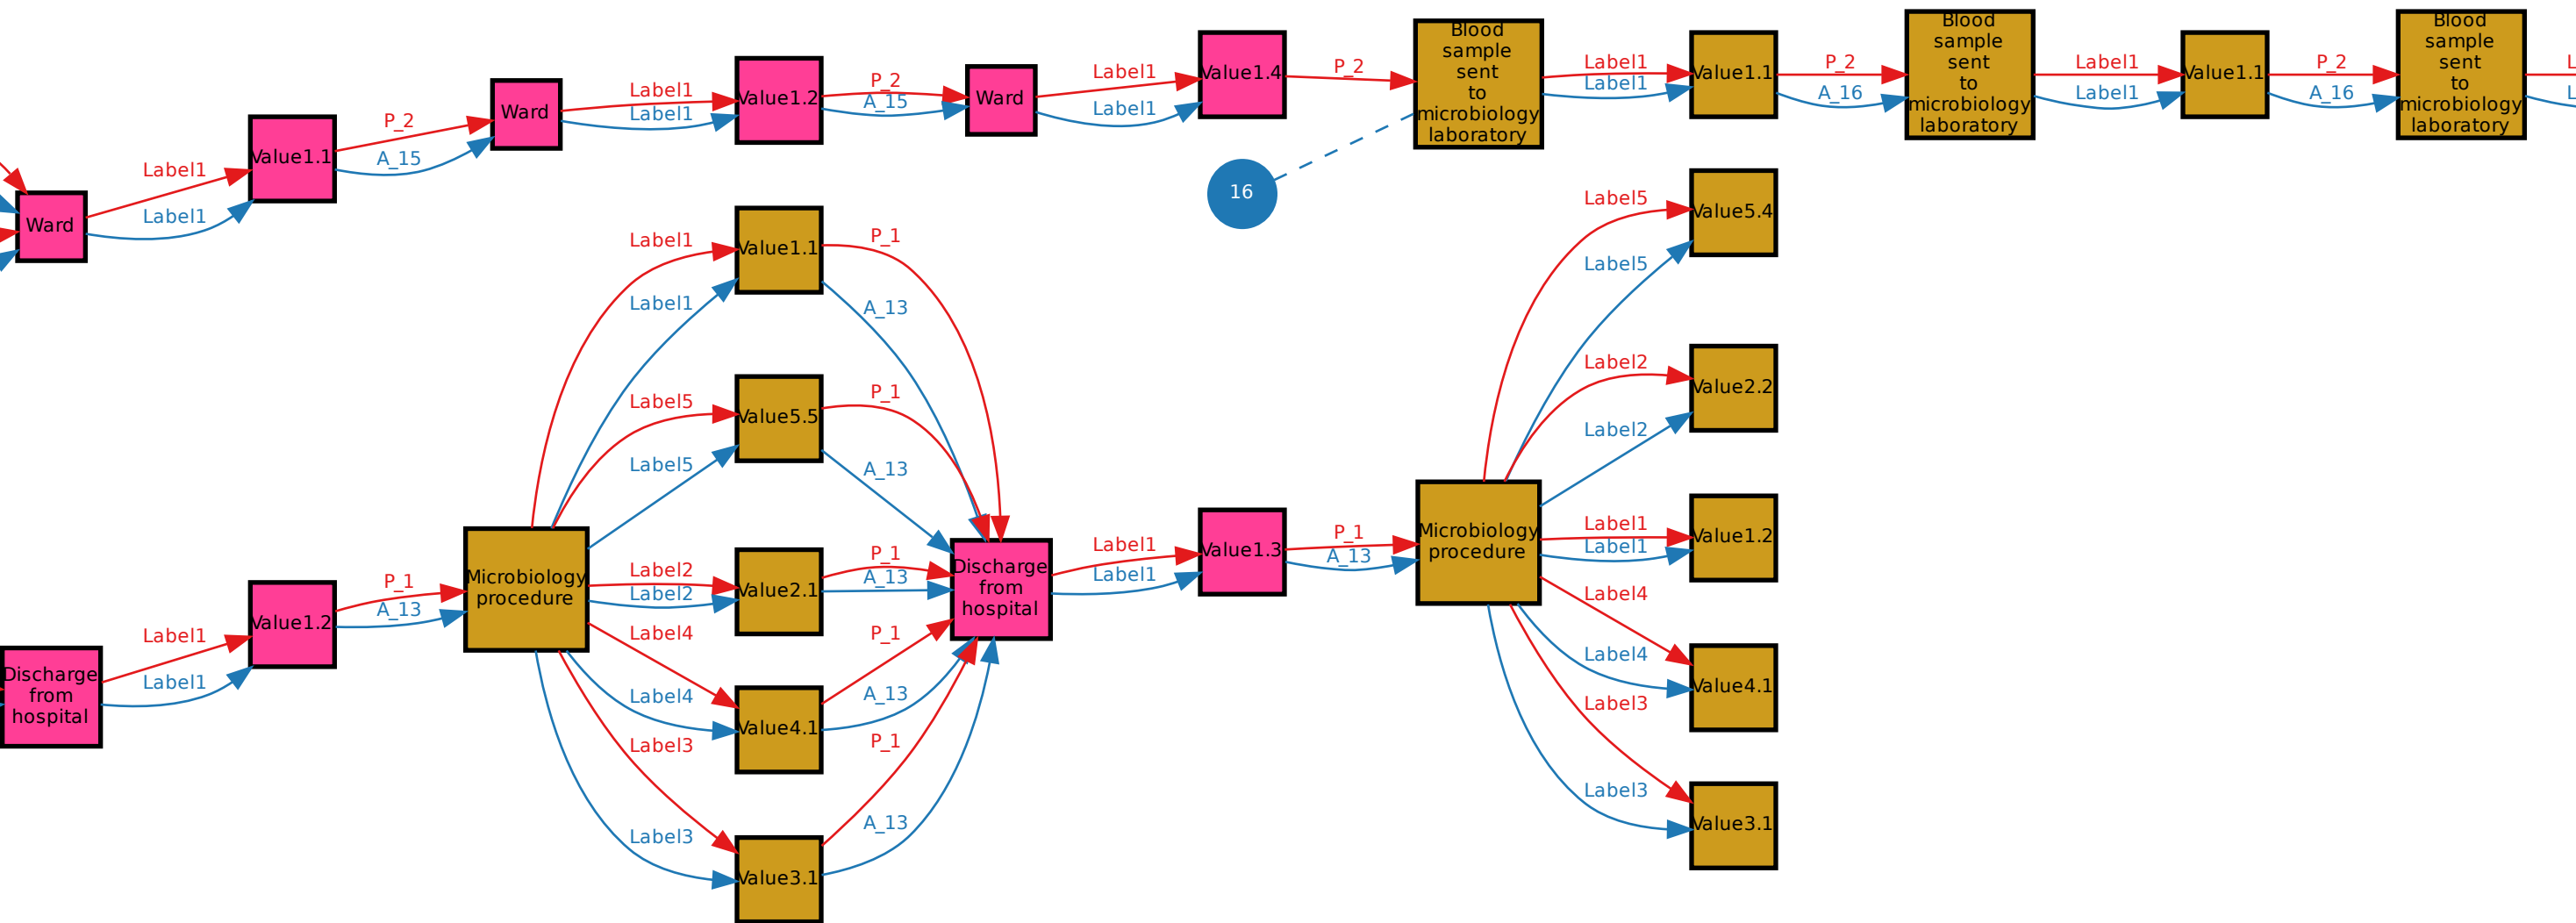 Ward
Label1
Label1
Value1.1
P_2
A_15
Ward
Label1
Label1
Value1.2
P_2
A_15
Ward
Label1
Label1
Value1.4
P_2
16
Blood
sample
sent
to
microbiology
laboratory
Label1
Label1
Value1.1
P_2
A_16
Blood
sample
sent
to
microbiology
laboratory
Label1
Label1
Value1.1
P_2
A_16
Blood
sample
sent
to
microbiology
laboratory
L
L
Discharge
from
hospital
Label1
Label1
Value1.2
P_1
A_13
Microbiology
procedure
Label1
Label1
Value1.1
P_1
A_13
Label5
Label5
Value5.5
P_1
A_13
Label2
Label2
Value2.1
P_1
A_13
Label4
Label4
Value4.1
P_1
A_13
Label3
Label3
Value3.1
P_1
A_13
Discharge
from
hospital
Label1
Label1
Value1.3
P_1
A_13
Microbiology
procedure
Label5
Label5
Value5.4
Label2
Label2
Value2.2
Label1
Label1
Value1.2
Label4
Label4
Value4.1
Label3
Label3
Value3.1